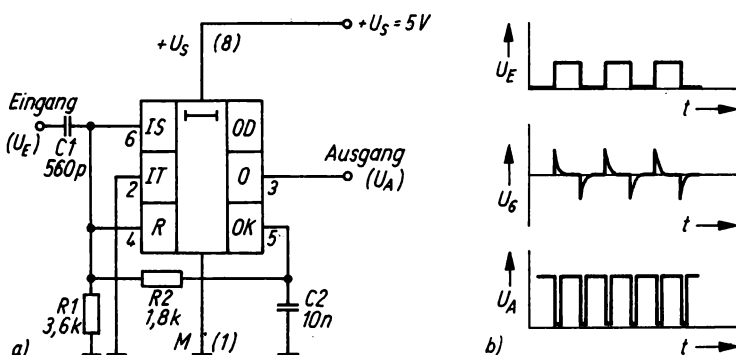 +U_S (8)
+U_S = 5V
Eingang
(U_E)
C1
560p
6 IS
OD
2 IT
O 3
Ausgang
(U_A)
4 R
OK 5
R1
3,6k
R2
1,8k
C2
10n
M (1)
a)
U_E
t
U_6
t
U_A
t
b)